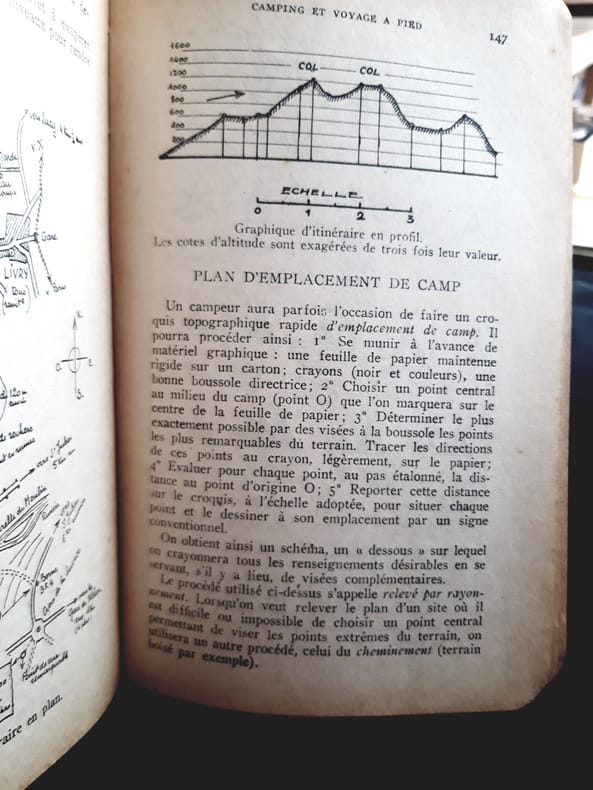 CAMPING ET VOYAGE A PIED
147
1600
1400
1200
1000
800
600
400
200
COL
COL
ECHELLE
0 1 2 3
Graphique d'itinéraire en profil.
Les cotes d'altitude sont exagérées de trois fois leur valeur.
PLAN D'EMPLACEMENT DE CAMP
Un campeur aura parfois l'occasion de faire un cro-
quis topographique rapide d'emplacement de camp. Il
pourra procéder ainsi : 1° Se munir à l'avance de
matériel graphique : une feuille de papier maintenue
rigide sur un carton; crayons (noir et couleurs), une
bonne boussole directrice; 2° Choisir un point central
au milieu du camp (point O) que l'on marquera sur le
centre de la feuille de papier; 3° Déterminer le plus
exactement possible par des visées à la boussole les points
les plus remarquables du terrain. Tracer les directions
de ces points au crayon, légèrement, sur le papier;
4° Evaluer pour chaque point, au pas étalonné, la dis-
tance au point d'origine O; 5° Reporter cette distance
sur le croquis, à l'échelle adoptée, pour situer chaque
point et le dessiner à son emplacement par un signe
conventionnel.
On obtient ainsi un schéma, un « dessous » sur lequel
on crayonnera tous les renseignements désirables en se
servant, s'il y a lieu, de visées complémentaires.
Le procédé utilisé ci-dessus s'appelle relevé par rayon-
nement. Lorsqu'on veut relever le plan d'un site où il
est difficile ou impossible de choisir un point central
permettant de viser les points extrêmes du terrain, on
utilisera un autre procédé, celui du cheminement (terrain
boisé par exemple).
à exagérer
pour rendre
Gare
LIVRY
120m
Borne
aire en plan.